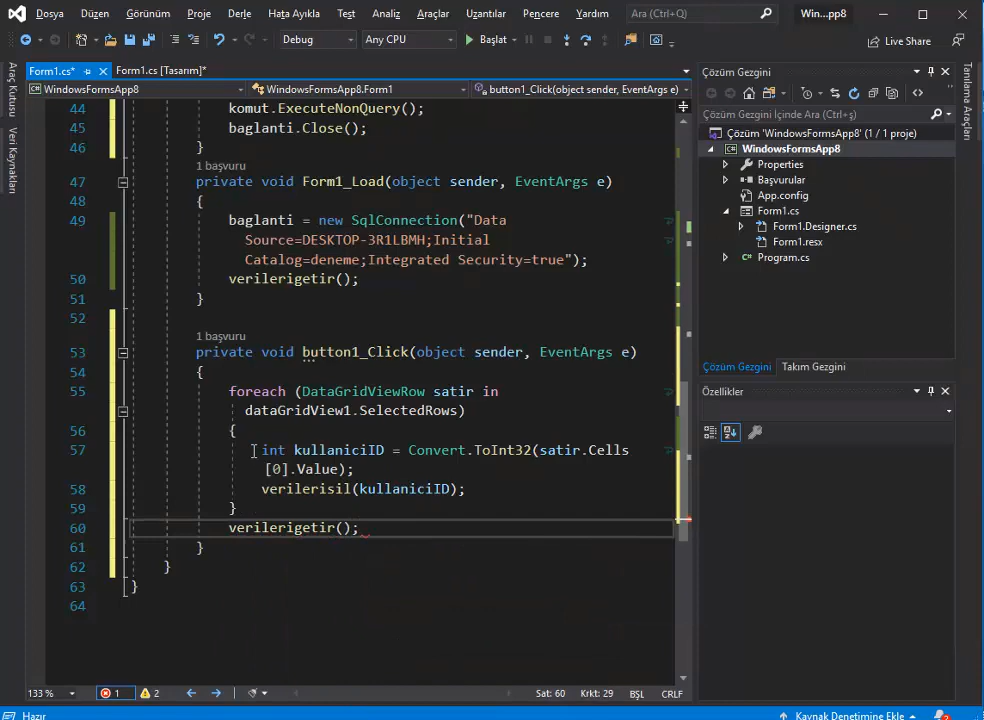 Dosya Düzen Görünüm Proje Derle Hata Ayıkla Test Analiz Araçlar Uzantılar Pencere Yardım Ara (Ctrl+Q) Win...pp8
Debug Any CPU Başlat Live Share
Form1.cs* Form1.cs [Tasarım]*
WindowsFormsApp8 WindowsFormsApp8.Form1 button1_Click(object sender, EventArgs e)
Araç Kutusu
Veri Kaynakları
44 komut.ExecuteNonQuery();
45 baglanti.Close();
46 }
1 başvuru
47 private void Form1_Load(object sender, EventArgs e)
48 {
49 baglanti = new SqlConnection("Data
Source=DESKTOP-3R1LBMH;Initial
Catalog=deneme;Integrated Security=true");
50 verilerigetir();
51 }
52
1 başvuru
53 private void button1_Click(object sender, EventArgs e)
54 {
55 foreach (DataGridViewRow satir in
dataGridView1.SelectedRows)
56 {
57 int kullaniciID = Convert.ToInt32(satir.Cells
[0].Value);
58 verilerisil(kullaniciID);
59 }
60 verilerigetir();
61 }
62 }
63 }
64
133 % 1 2 Sat: 60 Krkt: 29 BŞL CRLF
Çözüm Gezgini
Çözüm Gezgini İçinde Ara (Ctrl+ş)
Çözüm 'WindowsFormsApp8' (1 / 1 proje)
WindowsFormsApp8
Properties
Başvurular
App.config
Form1.cs
Form1.Designer.cs
Form1.resx
Program.cs
Çözüm Gezgini Takım Gezgini
Özellikler
Tanılama Araçları
Hazır Kaynak Denetimine Ekle 2